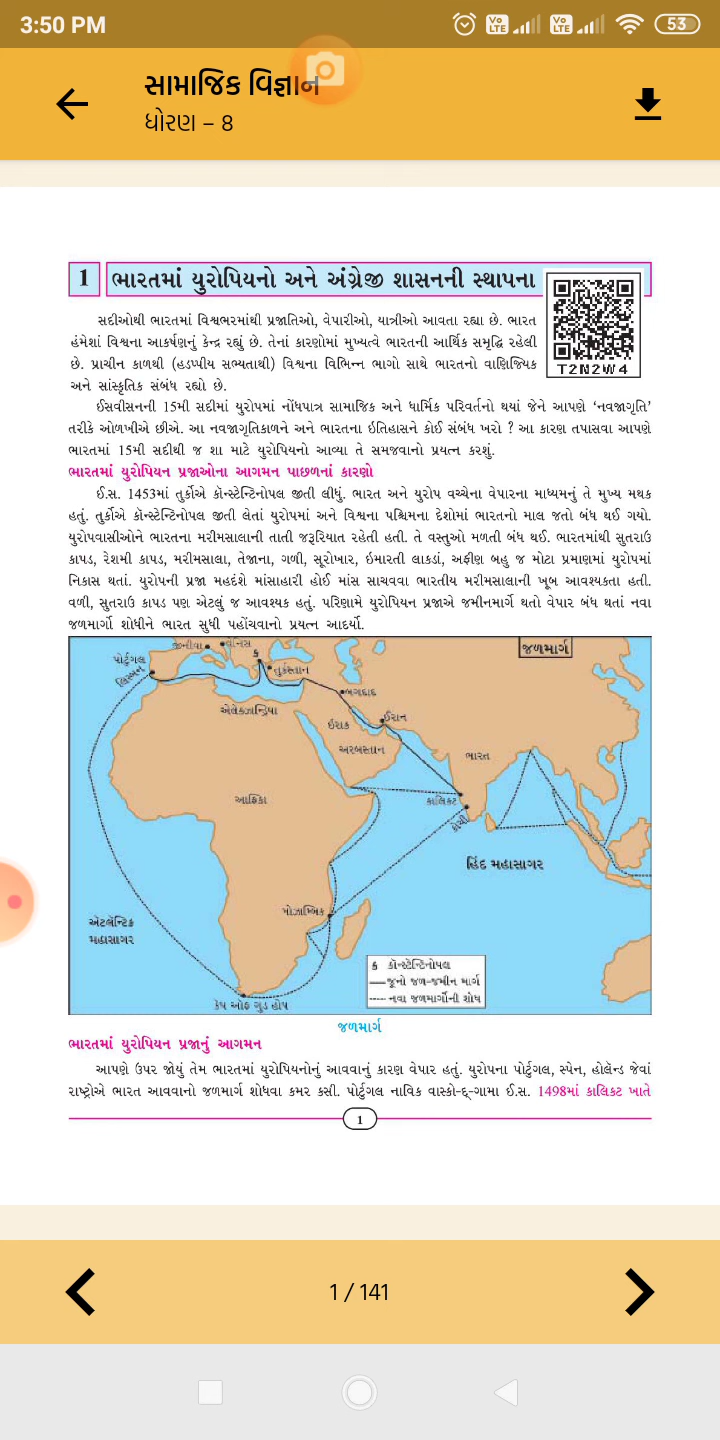 3:50 PM
Vo LTE
Vo LTE
53
સામાજિક વિજ્ઞાન
ધોરણ – 8
1
ભારતમાં યુરોપિયનો અને અંગ્રેજી શાસનની સ્થાપના
T2N2W4
સદીઓથી ભારતમાં વિશ્વભરમાંથી પ્રજાતિઓ, વેપારીઓ, યાત્રીઓ આવતા રહ્યા છે. ભારત
હંમેશાં વિશ્વના આકર્ષણનું કેન્દ્ર રહ્યું છે. તેનાં કારણોમાં મુખ્યત્વે ભારતની આર્થિક સમૃદ્ધિ રહેલી
છે. પ્રાચીન કાળથી (હડપ્પીય સભ્યતાથી) વિશ્વના વિભિન્ન ભાગો સાથે ભારતનો વાણિજ્યિક
અને સાંસ્કૃતિક સંબંધ રહ્યો છે.
ઈસવીસનની 15મી સદીમાં યુરોપમાં નોંધપાત્ર સામાજિક અને ધાર્મિક પરિવર્તનો થયાં જેને આપણે ‘નવજાગૃતિ’
તરીકે ઓળખીએ છીએ. આ નવજાગૃતિકાળને અને ભારતના ઇતિહાસને કોઈ સંબંધ ખરો ? આ કારણ તપાસવા આપણે
ભારતમાં 15મી સદીથી જ શા માટે યુરોપિયનો આવ્યા તે સમજવાનો પ્રયત્ન કરશું.
ભારતમાં યુરોપિયન પ્રજાઓના આગમન પાછળનાં કારણો
ઈ.સ. 1453માં તુર્કોએ કૉન્સ્ટેન્ટિનોપલ જીતી લીધું. ભારત અને યુરોપ વચ્ચેના વેપારના માધ્યમનું તે મુખ્ય મથક
હતું. તુર્કોએ કૉન્સ્ટેન્ટિનોપલ જીતી લેતાં યુરોપમાં અને વિશ્વના પશ્ચિમના દેશોમાં ભારતનો માલ જતો બંધ થઈ ગયો.
યુરોપવાસીઓને ભારતના મરીમસાલાની તાતી જરૂરિયાત રહેતી હતી. તે વસ્તુઓ મળતી બંધ થઈ. ભારતમાંથી સુતરાઉ
કાપડ, રેશમી કાપડ, મરીમસાલા, તેજાના, ગળી, સૂરોખાર, ઇમારતી લાકડાં, અફીણ બહુ જ મોટા પ્રમાણમાં યુરોપમાં
નિકાસ થતાં. યુરોપની પ્રજા મહદંશે માંસાહારી હોઈ માંસ સાચવવા ભારતીય મરીમસાલાની ખૂબ આવશ્યકતા હતી.
વળી, સુતરાઉ કાપડ પણ એટલું જ આવશ્યક હતું. પરિણામે યુરોપિયન પ્રજાએ જમીનમાર્ગે થતો વેપાર બંધ થતાં નવા
જળમાર્ગો શોધીને ભારત સુધી પહોંચવાનો પ્રયત્ન આદર્યો.
જળમાર્ગ
જીનીવા
વેનિસ
પોર્ટુગલ
લિસ્બન
ક
તુર્કસ્તાન
બગદાદ
એલેકઝાન્ડ્રિયા
ઈરાક
ઈરાન
અરબસ્તાન
ભારત
આફ્રિકા
કાલિકટ
કોચી
હિંદ મહાસાગર
મોઝામ્બિક
ઍટલૅન્ટિક
મહાસાગર
કેપ ઓફ ગુડ હોપ
ક કૉન્સ્ટેન્ટિનોપલ
જૂનો જળ-જમીન માર્ગ
નવા જળમાર્ગોની શોધ
જળમાર્ગ
ભારતમાં યુરોપિયન પ્રજાનું આગમન
આપણે ઉપર જોયું તેમ ભારતમાં યુરોપિયનોનું આવવાનું કારણ વેપાર હતું. યુરોપના પોર્ટુગલ, સ્પેન, હોલૅન્ડ જેવાં
રાષ્ટ્રોએ ભારત આવવાનો જળમાર્ગ શોધવા કમર કસી. પોર્ટુગલ નાવિક વાસ્કો-દ્-ગામા ઈ.સ. 1498માં કાલિકટ ખાતે
1
1 / 141